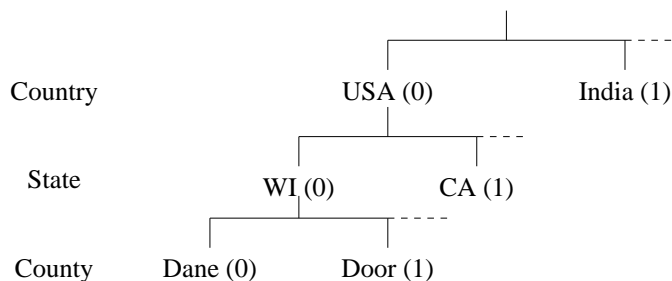 Country USA (0) India (1)
State WI (0) CA (1)
County Dane (0) Door (1)